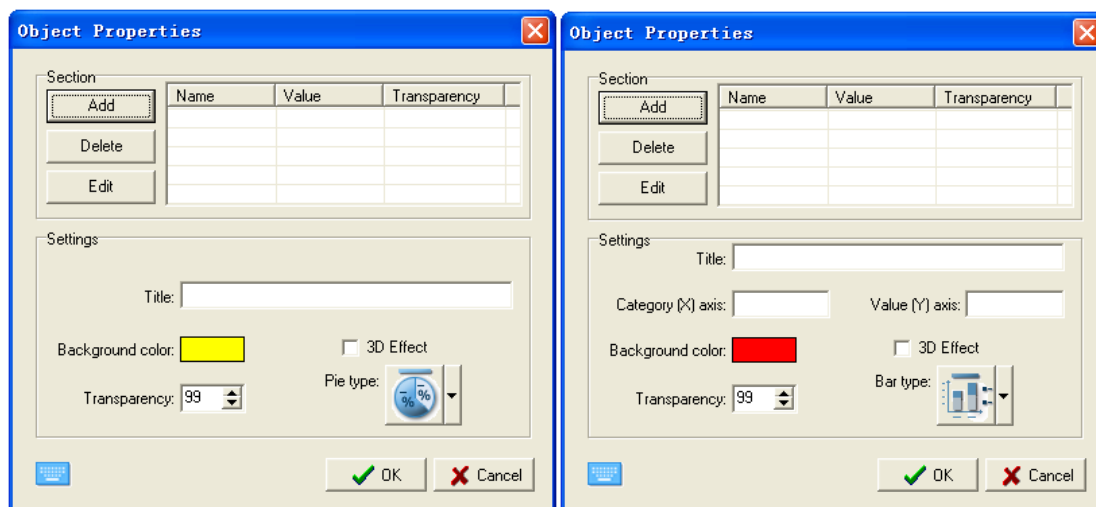 Object Properties
Section
Add
Delete
Edit
Name Value Transparency
Settings
Title:
Background color:
3D Effect
Transparency: 99
Pie type:
% %
OK
Cancel
Object Properties
Section
Add
Delete
Edit
Name Value Transparency
Settings
Title:
Category (X) axis:
Value (Y) axis:
Background color:
3D Effect
Transparency: 99
Bar type:
OK
Cancel